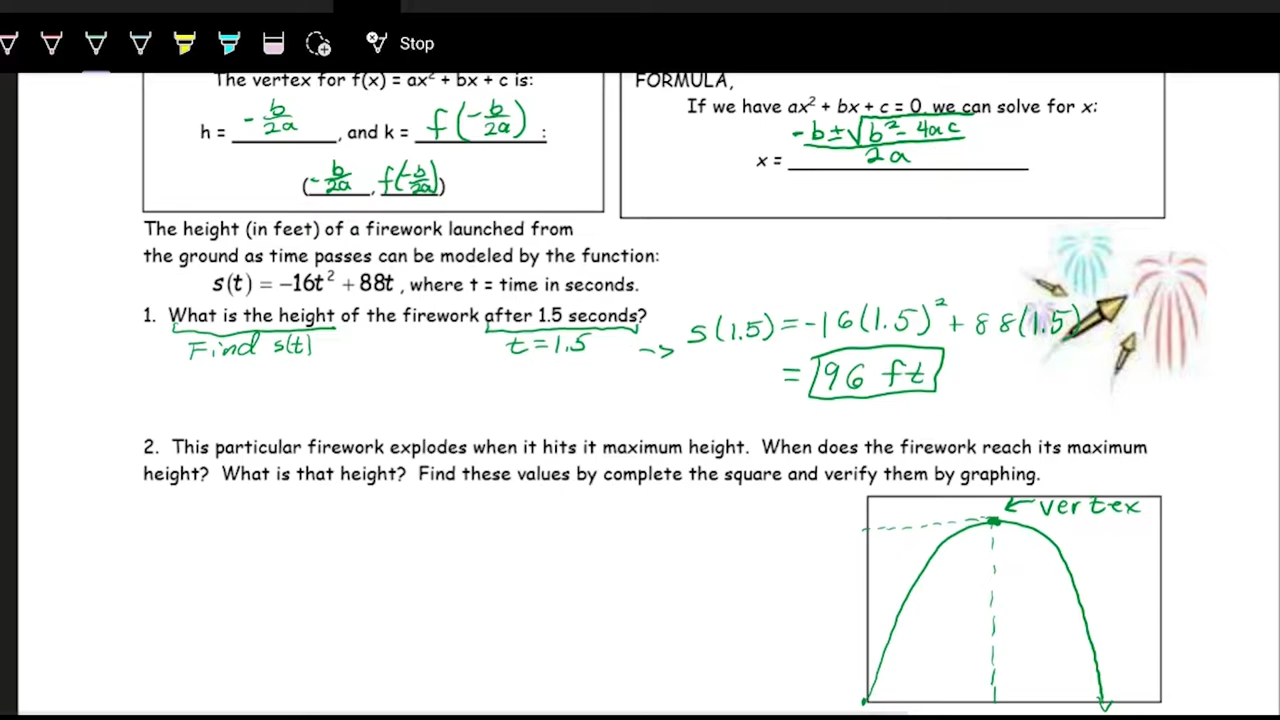 Stop
The vertex for f(x) = ax² + bx + c is:
h = -b/2a, and k = f(-b/2a) :
(-b/2a, f(-b/2a))
FORMULA,
If we have ax² + bx + c = 0, we can solve for x:
x = -b±√b²-4ac / 2a
The height (in feet) of a firework launched from
the ground as time passes can be modeled by the function:
s(t) = -16t² + 88t, where t = time in seconds.
1. What is the height of the firework after 1.5 seconds?
Find s(t)
t = 1.5
s(1.5) = -16(1.5)² + 88(1.5)
= 96 ft
2. This particular firework explodes when it hits it maximum height. When does the firework reach its maximum
height? What is that height? Find these values by complete the square and verify them by graphing.
vertex